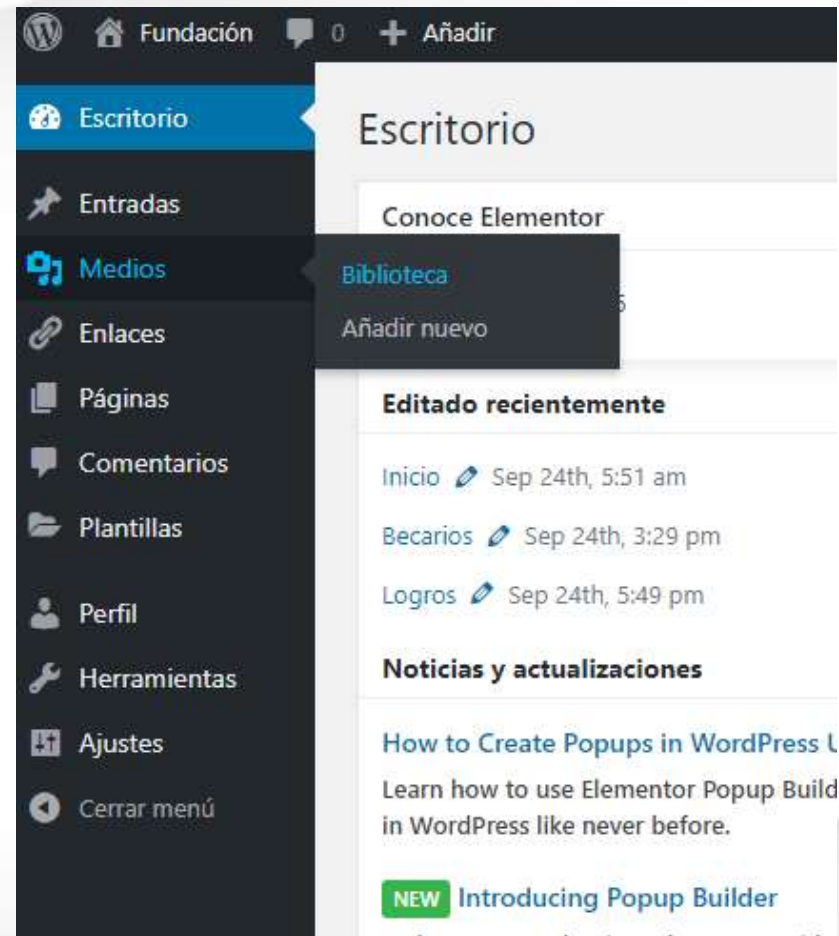 Fundación 0 Añadir
Escritorio
Entradas
Medios
Enlaces
Páginas
Comentarios
Plantillas
Perfil
Herramientas
Ajustes
Cerrar menú
Biblioteca
Añadir nuevo
Escritorio
Conoce Elementor
Editado recientemente
Inicio Sep 24th, 5:51 am
Becarios Sep 24th, 3:29 pm
Logros Sep 24th, 5:49 pm
Noticias y actualizaciones
How to Create Popups in WordPress U
Learn how to use Elementor Popup Build
in WordPress like never before.
NEW Introducing Popup Builder